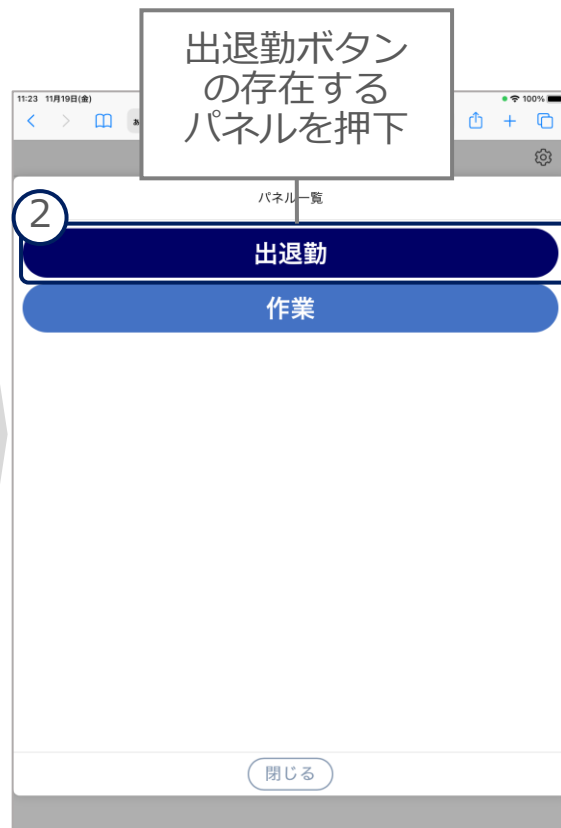 出退勤ボタン
の存在する
パネルを押下
11:23 11月19日(金)
100%
パネル一覧
2
出退勤
作業
閉じる